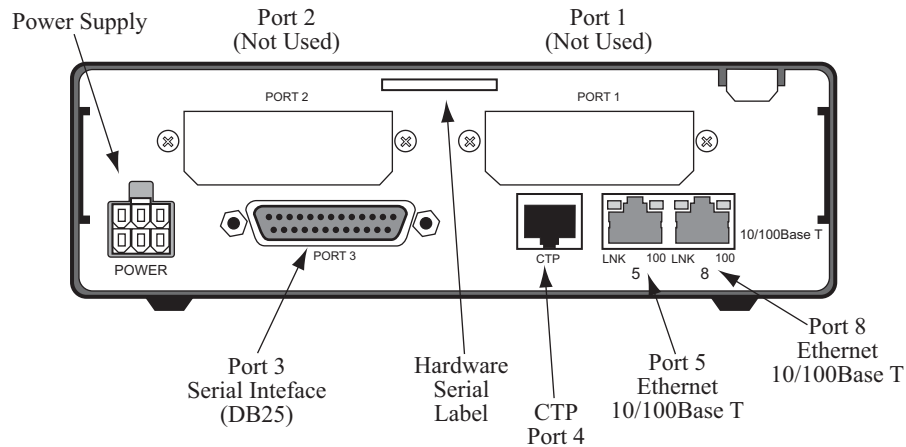 Power Supply
Port 2
(Not Used)
Port 1
(Not Used)
PORT 2
PORT 1
POWER
PORT 3
CTP
LNK 100 LNK 100
5 8
10/100Base T
Port 3
Serial Inteface
(DB25)
Hardware
Serial
Label
CTP
Port 4
Port 5
Ethernet
10/100Base T
Port 8
Ethernet
10/100Base T